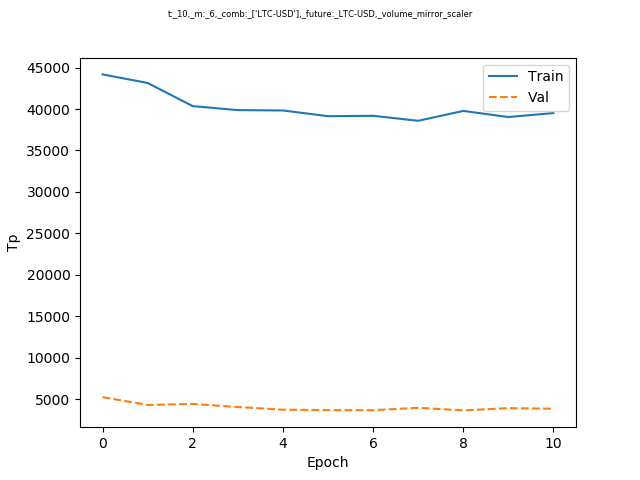 t:_10,_m:_6,_comb:_['LTC-USD'],_future:_LTC-USD,_volume_mirror_scaler
45000
40000
35000
30000
25000
20000
15000
10000
5000
Tp
Train
Val
0 2 4 6 8 10
Epoch